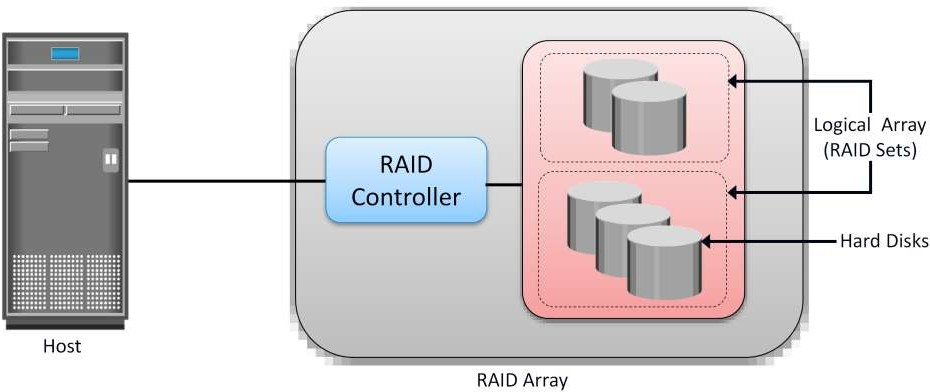 RAID
Controller
Logical Array
(RAID Sets)
Hard Disks
Host
RAID Array